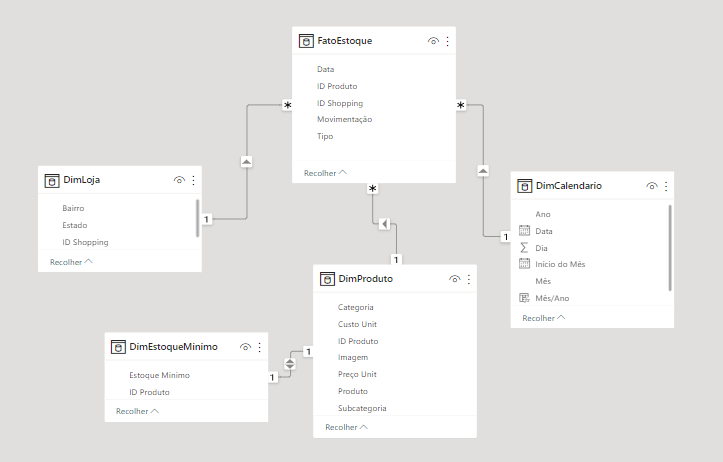 FatoEstoque
Data
ID Produto
ID Shopping
Movimentação
Tipo
Recolher
*
*
*
DimLoja
Bairro
Estado
ID Shopping
Recolher
1
DimCalendario
Ano
Data
Dia
Início do Mês
Mês
Mês/Ano
Recolher
1
DimProduto
Categoria
Custo Unit
ID Produto
Imagem
Preço Unit
Produto
Subcategoria
Recolher
1
1
DimEstoqueMinimo
Estoque Mínimo
ID Produto
Recolher
1